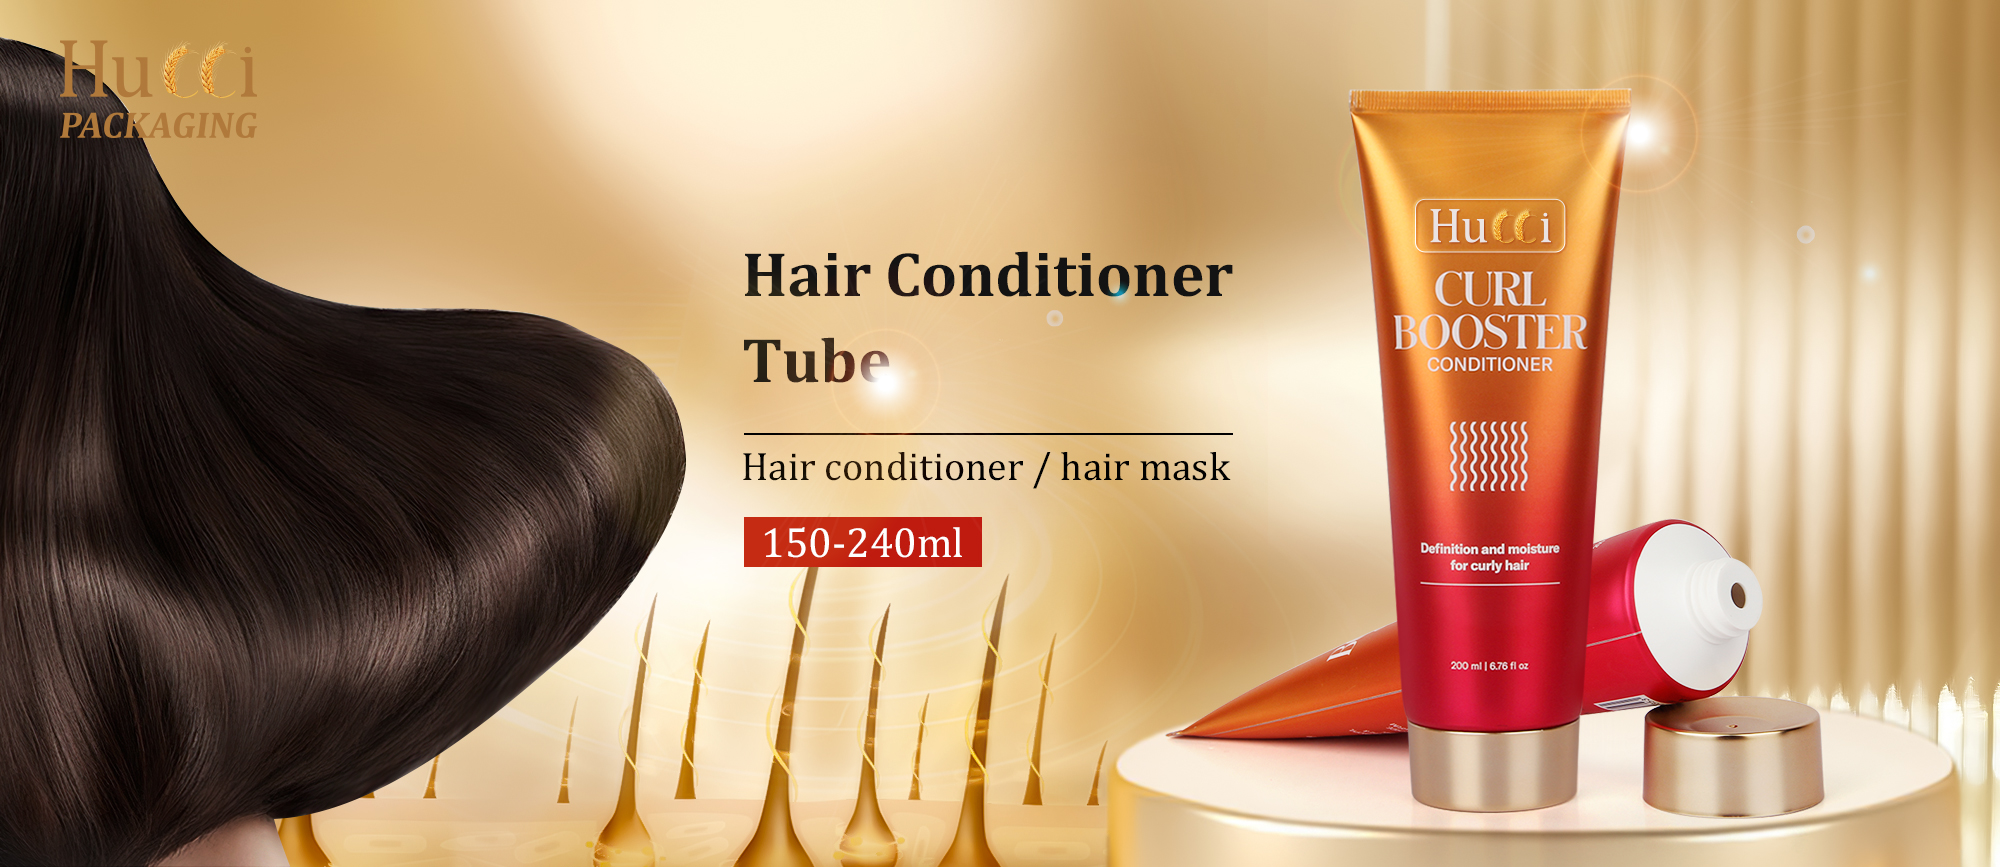 Hucci
PACKAGING
Hair Conditioner
Tube
Hair conditioner / hair mask
150-240ml
Hucci
CURL
BOOSTER
CONDITIONER
Definition and moisture
for curly hair
200 ml | 6.76 fl oz